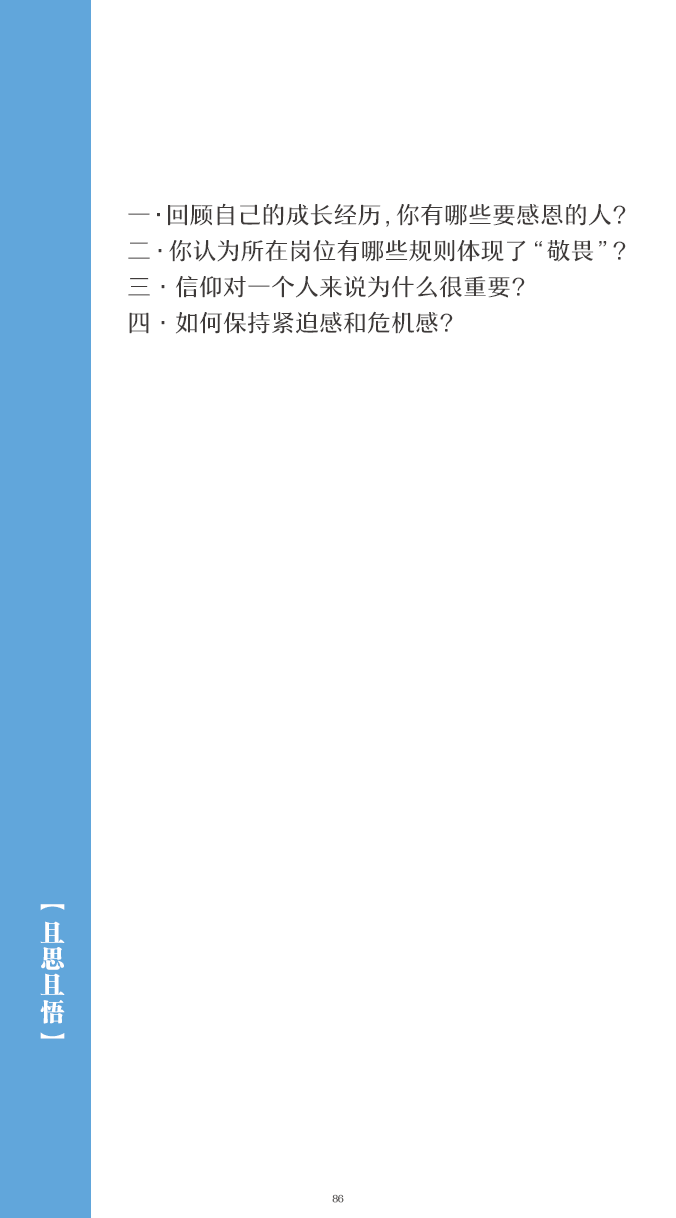 一·回顾自己的成长经历,你有哪些要感恩的人?
二·你认为所在岗位有哪些规则体现了“敬畏”?
三·信仰对一个人来说为什么很重要?
四·如何保持紧迫感和危机感?
【且思且悟】
86